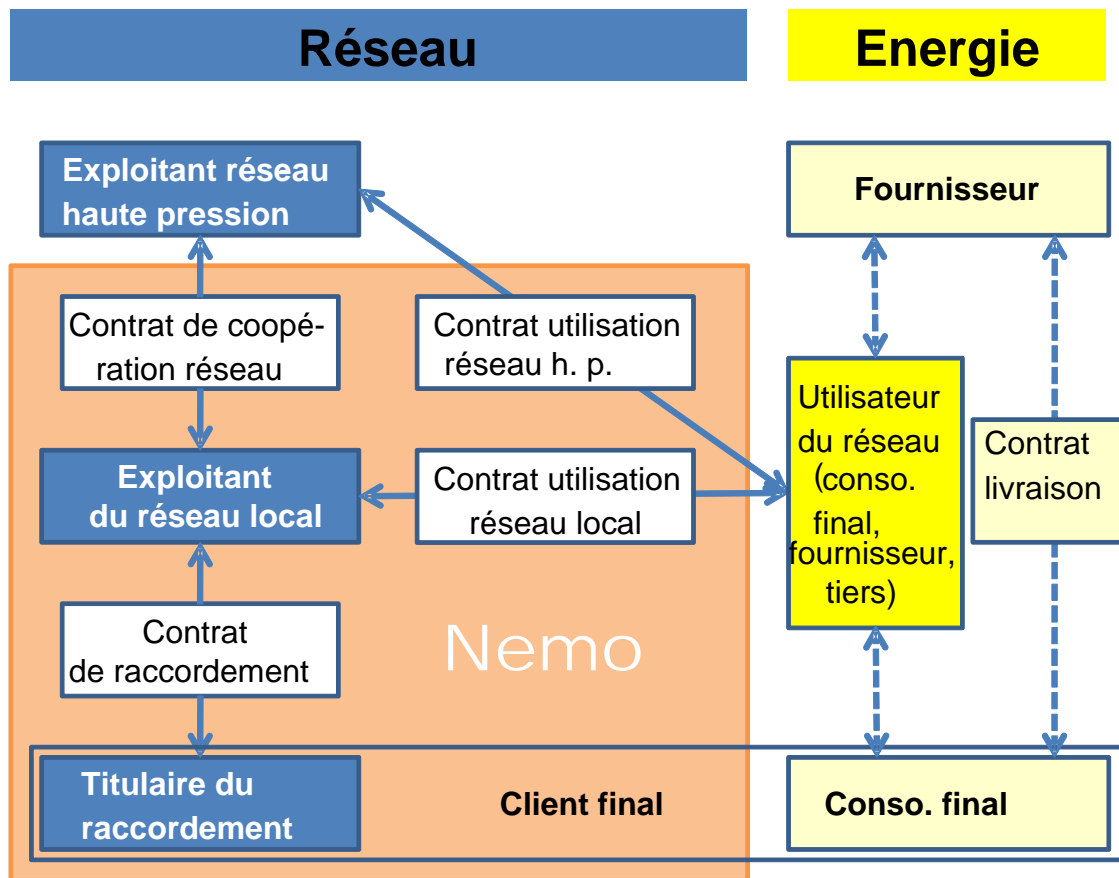 Réseau
Energie
Exploitant réseau
haute pression
Fournisseur
Contrat de coopé-
ration réseau
Contrat utilisation
réseau h. p.
Utilisateur
du réseau
(conso.
final,
fournisseur,
tiers)
Contrat
livraison
Exploitant
du réseau local
Contrat utilisation
réseau local
Contrat
de raccordement
Nemo
Titulaire du
raccordement
Client final
Conso. final